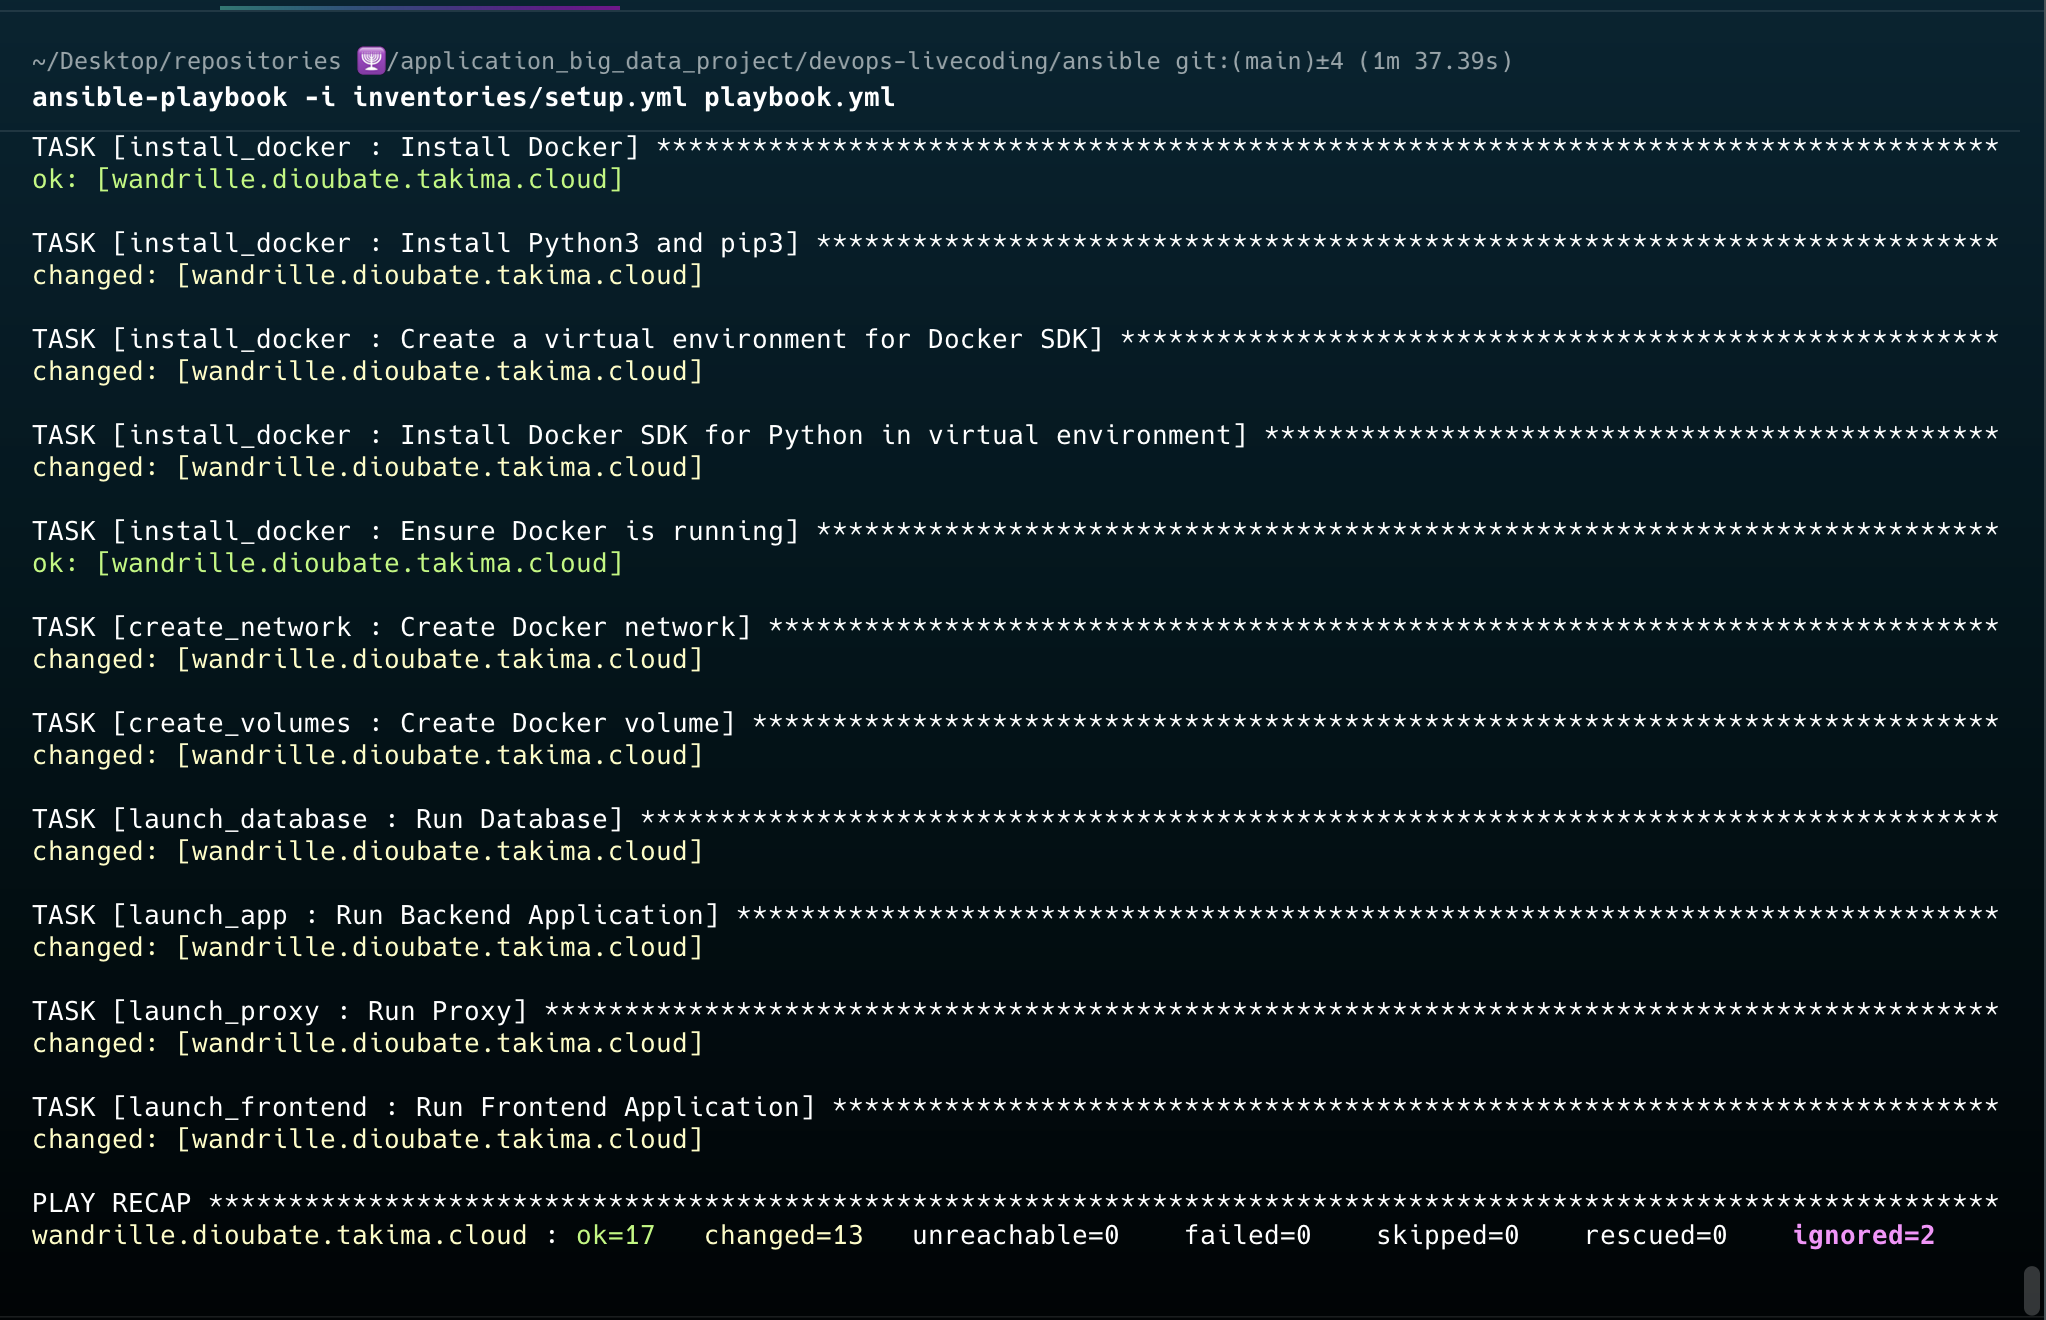 ~/Desktop/repositories 🕎/application_big_data_project/devops-livecoding/ansible git:(main)±4 (1m 37.39s)
ansible-playbook -i inventories/setup.yml playbook.yml
TASK [install_docker : Install Docker] ************************************************************************************
ok: [wandrille.dioubate.takima.cloud]
TASK [install_docker : Install Python3 and pip3] **************************************************************************
changed: [wandrille.dioubate.takima.cloud]
TASK [install_docker : Create a virtual environment for Docker SDK] *******************************************************
changed: [wandrille.dioubate.takima.cloud]
TASK [install_docker : Install Docker SDK for Python in virtual environment] **********************************************
changed: [wandrille.dioubate.takima.cloud]
TASK [install_docker : Ensure Docker is running] **************************************************************************
ok: [wandrille.dioubate.takima.cloud]
TASK [create_network : Create Docker network] *****************************************************************************
changed: [wandrille.dioubate.takima.cloud]
TASK [create_volumes : Create Docker volume] ******************************************************************************
changed: [wandrille.dioubate.takima.cloud]
TASK [launch_database : Run Database] *************************************************************************************
changed: [wandrille.dioubate.takima.cloud]
TASK [launch_app : Run Backend Application] *******************************************************************************
changed: [wandrille.dioubate.takima.cloud]
TASK [launch_proxy : Run Proxy] *******************************************************************************************
changed: [wandrille.dioubate.takima.cloud]
TASK [launch_frontend : Run Frontend Application] *************************************************************************
changed: [wandrille.dioubate.takima.cloud]
PLAY RECAP ****************************************************************************************************************
wandrille.dioubate.takima.cloud : ok=17   changed=13   unreachable=0    failed=0    skipped=0    rescued=0    ignored=2